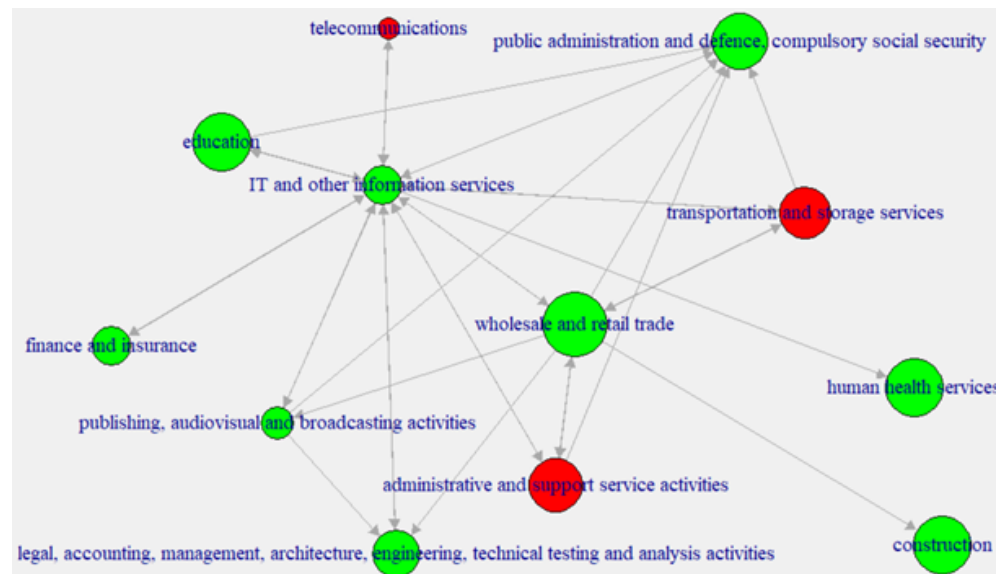 telecommunications
public administration and defence, compulsory social security
education
IT and other information services
transportation and storage services
wholesale and retail trade
finance and insurance
human health services
publishing, audiovisual and broadcasting activities
administrative and support service activities
construction
legal, accounting, management, architecture, engineering, technical testing and analysis activities